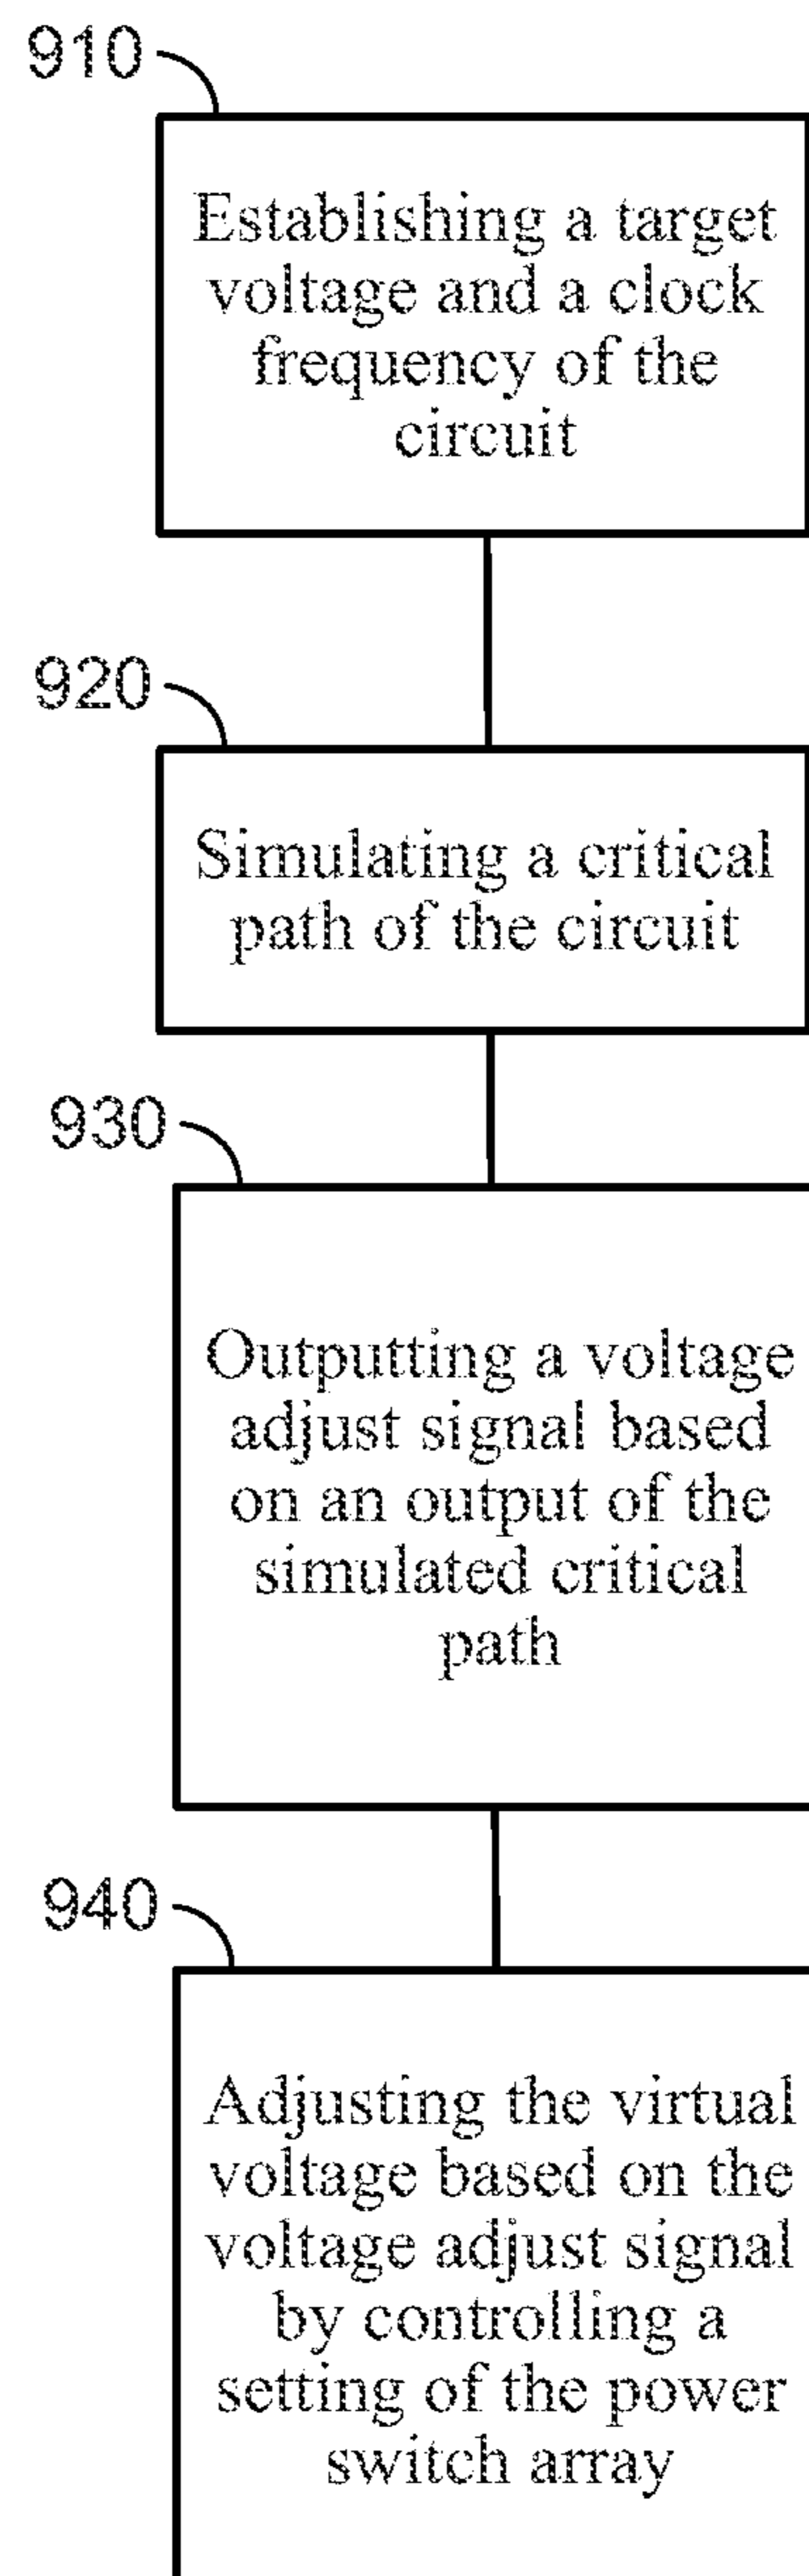 910
Establishing a target
voltage and a clock
frequency of the
circuit
920
Simulating a critical
path of the circuit
930
Outputting a voltage
adjust signal based
on an output of the
simulated critical
path
940
Adjusting the virtual
voltage based on the
voltage adjust signal
by controlling a
setting of the power
switch array